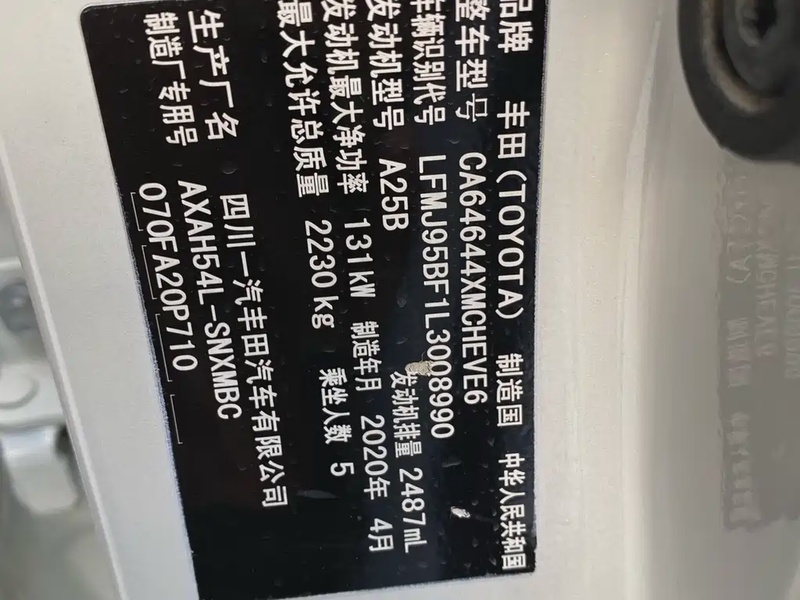 品牌 丰田(TOYOTA) 制造国 中华人民共和国
整车型号 CA64644XMCHEVE6
车辆识别代号 LFMJ95BF1L3008990
发动机型号 A25B 发动机排量 2487mL
发动机最大净功率 131kW 制造年月 2020年 4月
最大允许总质量 2230kg 乘坐人数 5
生产厂名 四川一汽丰田汽车有限公司
制造厂专用号 AXAH54L-SNXMBC
070FA20P710